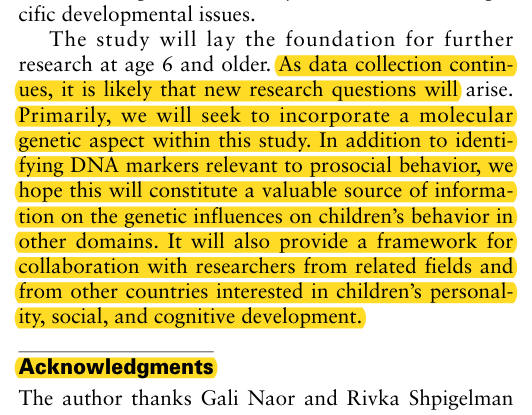 cific developmental issues.
The study will lay the foundation for further
research at age 6 and older. As data collection contin-
ues, it is likely that new research questions will arise.
Primarily, we will seek to incorporate a molecular
genetic aspect within this study. In addition to identi-
fying DNA markers relevant to prosocial behavior, we
hope this will constitute a valuable source of informa-
tion on the genetic influences on children's behavior in
other domains. It will also provide a framework for
collaboration with researchers from related fields and
from other countries interested in children's personal-
ity, social, and cognitive development.
Acknowledgments
The author thanks Gali Naor and Rivka Shpigelman